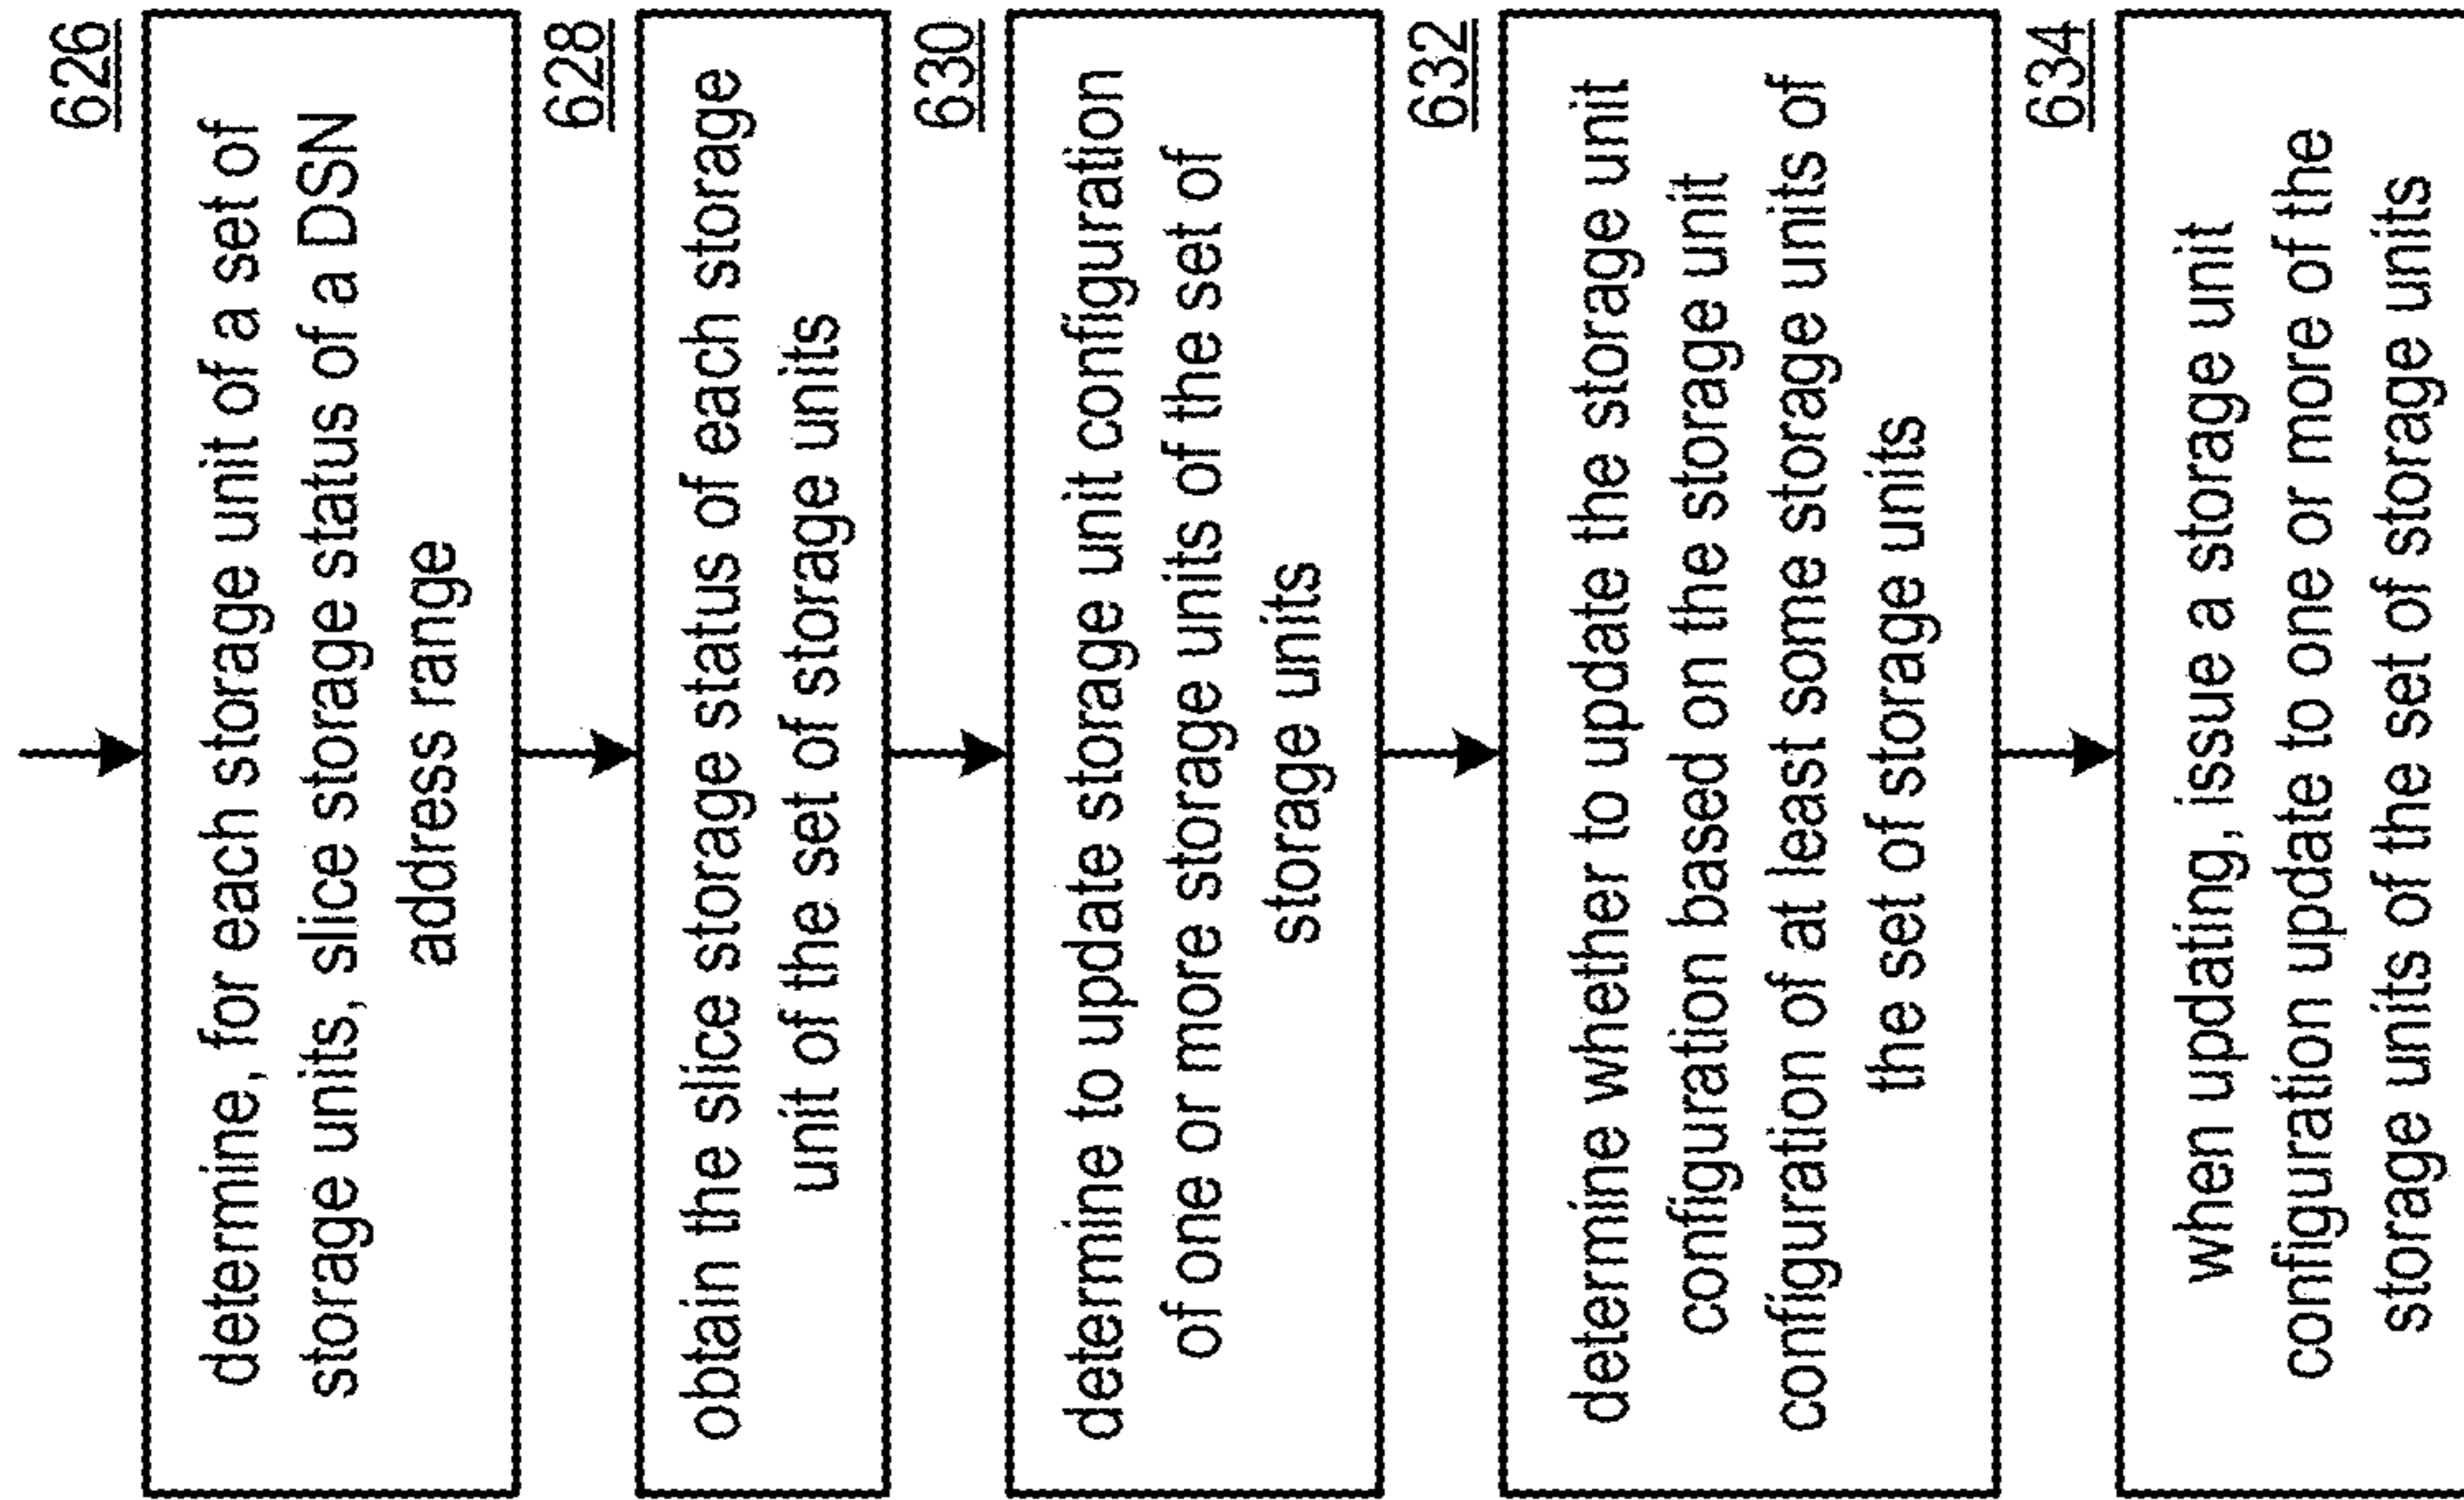 626
determine, for each storage unit of a set of
storage units, slice storage status of a DSN
address range
628
obtain the slice storage status of each storage
unit of the set of storage units
630
determine to update storage unit configuration
of one or more storage units of the set of
storage units
632
determine whether to update the storage unit
configuration based on the storage unit
configuration of at least some storage units of
the set of storage units
634
when updating, issue a storage unit
configuration update to one or more of the
storage units of the set of storage units